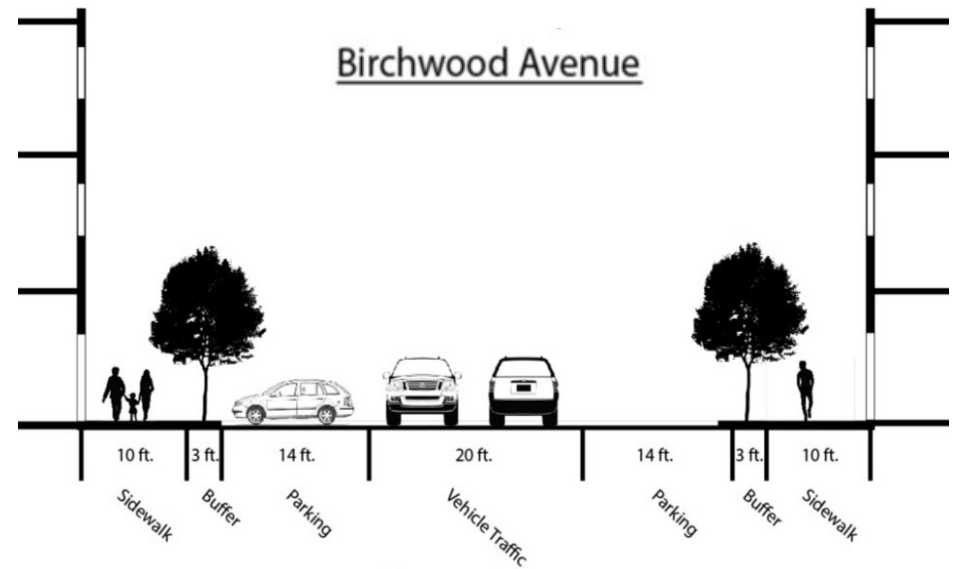 Birchwood Avenue
10 ft. 3 ft. 14 ft. 20 ft. 14 ft. 3 ft. 10 ft.
Sidewalk Buffer Parking Vehicle Traffic Parking Buffer Sidewalk